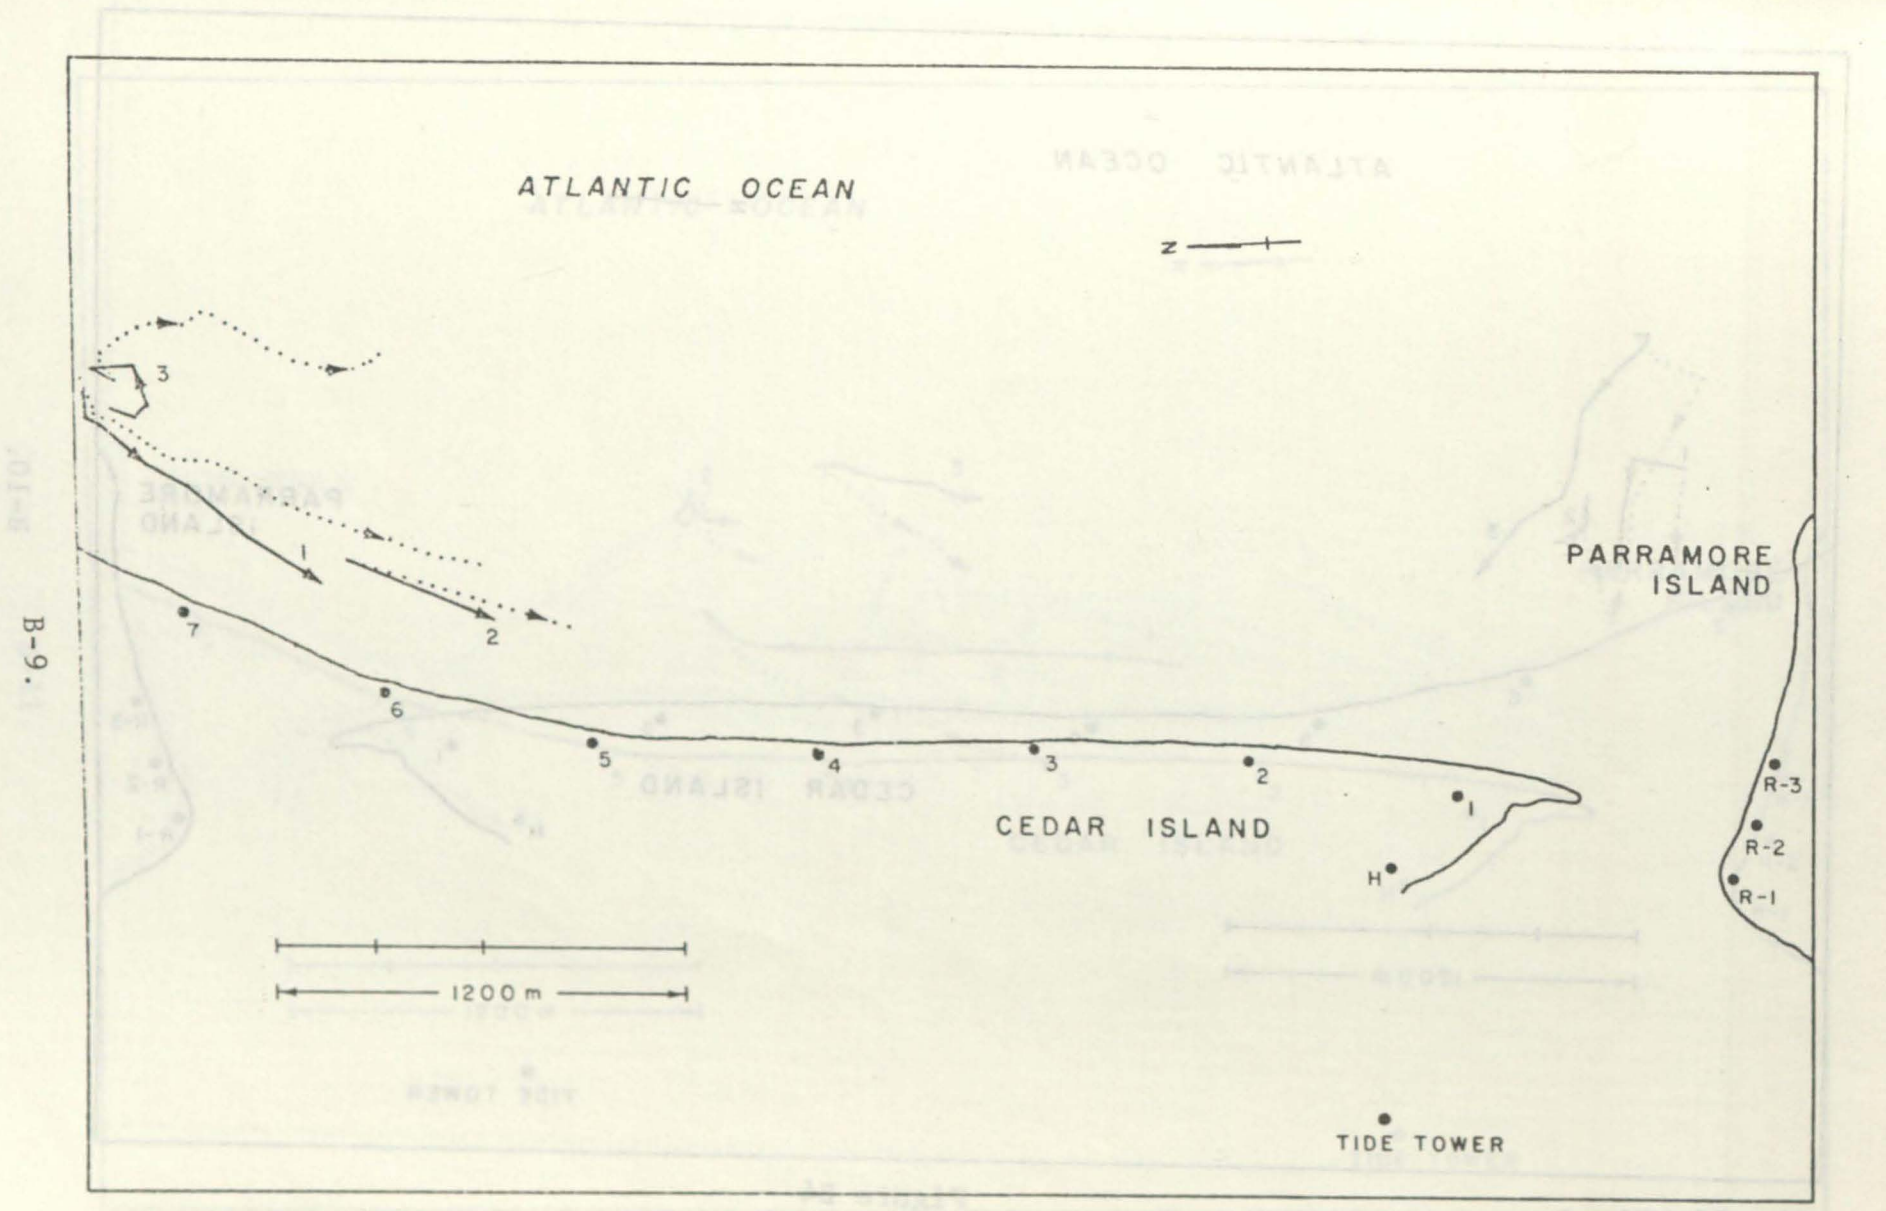 ATLANTIC OCEAN
N
3
1
2
PARRAMORE
ISLAND
7
6
5
4
3
2
1
CEDAR ISLAND
H
R-3
R-2
R-1
1200 m
TIDE TOWER
B-9.